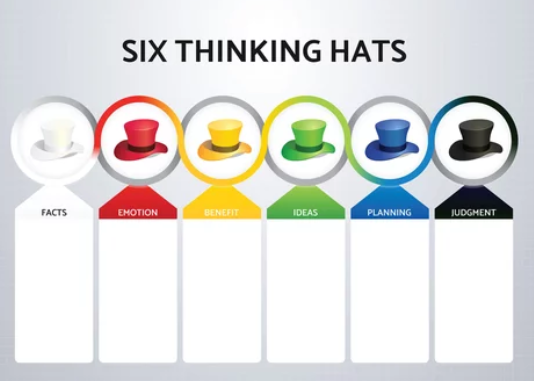 SIX THINKING HATS
FACTS
EMOTION
BENEFIT
IDEAS
PLANNING
JUDGMENT